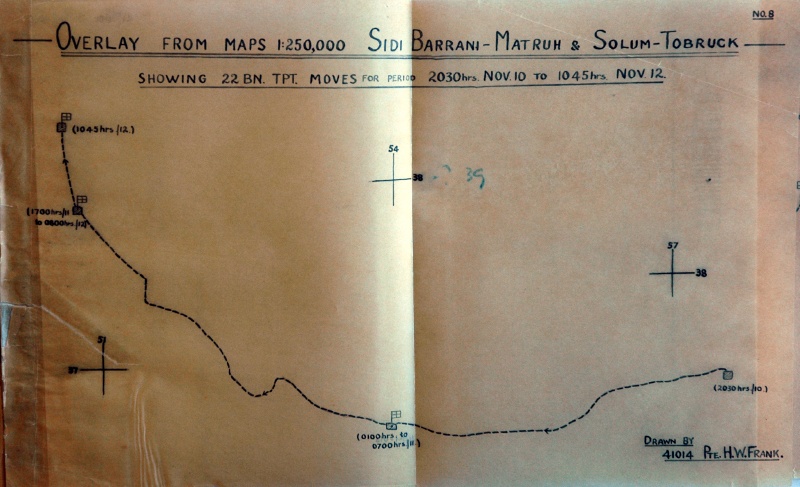 NO.8
OVERLAY FROM MAPS 1:250,000 SIDI BARRANI-MATRUH & SOLUM-TOBRUCK
SHOWING 22 BN. TPT. MOVES FOR PERIOD 2030hrs. NOV.10 TO 1045hrs. NOV.12.
(1045hrs/12.)
54
38
39
(1700hrs/11
to 0800hrs/12)
57
38
51
37
(2030hrs/10.)
(0100hrs. to
0700hrs/11.)
DRAWN BY
41014 PTE. H.W.FRANK.